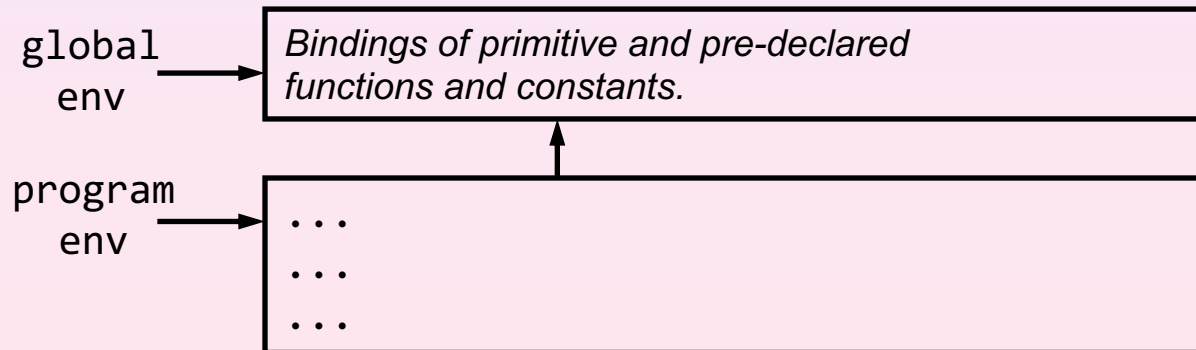 global
env
Bindings of primitive and pre-declared
functions and constants.
program
env
...
...
...